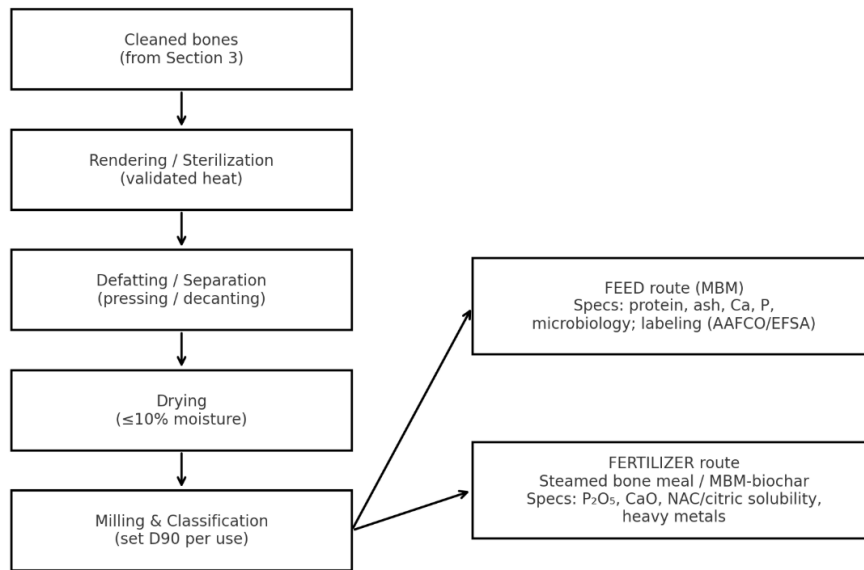 Cleaned bones
(from Section 3)
Rendering / Sterilization
(validated heat)
Defatting / Separation
(pressing / decanting)
Drying
(≤10% moisture)
Milling & Classification
(set D90 per use)
FEED route (MBM)
Specs: protein, ash, Ca, P,
microbiology; labeling (AAFCO/EFSA)
FERTILIZER route
Steamed bone meal / MBM-biochar
Specs: P₂O₅, CaO, NAC/citric solubility,
heavy metals